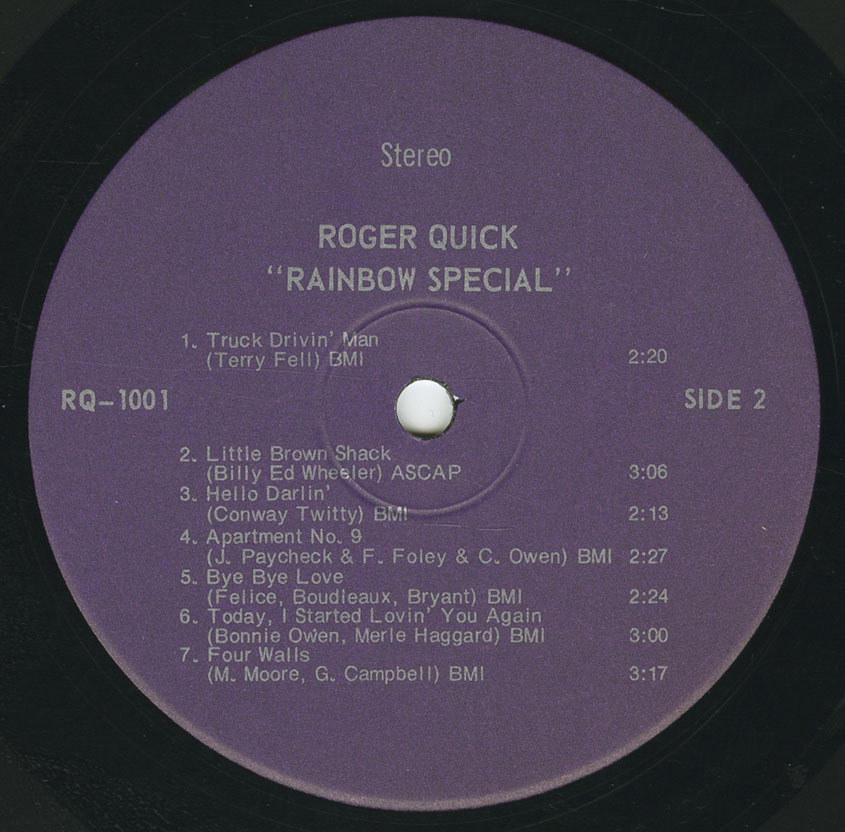 Stereo
ROGER QUICK
"RAINBOW SPECIAL"
1. Truck Drivin' Man
(Terry Fell) BMI 2:20
RQ-1001 SIDE 2
2. Little Brown Shack
(Billy Ed Wheeler) ASCAP 3:06
3. Hello Darlin'
(Conway Twitty) BMI 2:13
4. Apartment No. 9
(J. Paycheck & F. Foley & C. Owen) BMI 2:27
5. Bye Bye Love
(Felice, Boudleaux, Bryant) BMI 2:24
6. Today, I Started Lovin' You Again
(Bonnie Owen, Merle Haggard) BMI 3:00
7. Four Walls
(M. Moore, G. Campbell) BMI 3:17